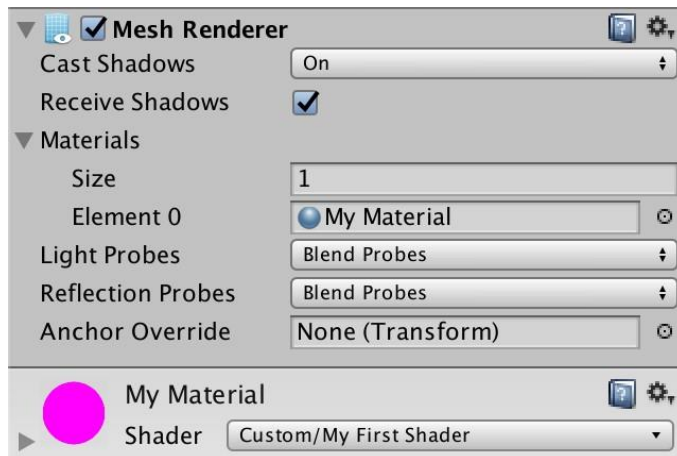 Mesh Renderer
Cast Shadows On
Receive Shadows
Materials
Size 1
Element 0 My Material
Light Probes Blend Probes
Reflection Probes Blend Probes
Anchor Override None (Transform)
My Material
Shader Custom/My First Shader